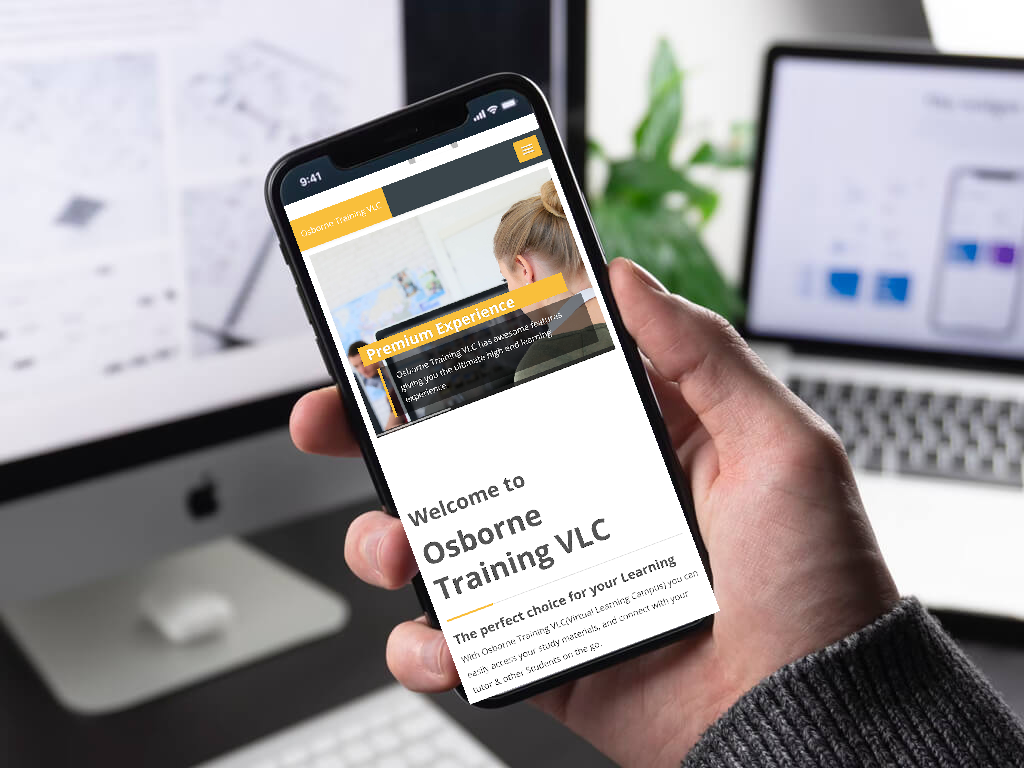 9:41
Osborne Training VLC
Premium Experience
Osborne Training VLC has awesome features
giving you the ultimate high end learning
experience
Welcome to
Osborne
Training VLC
The perfect choice for your Learning
With Osborne Training VLC(Virtual Learning Campus) you can
easily access your study materials, and connect with your
tutor & other Students on the go..